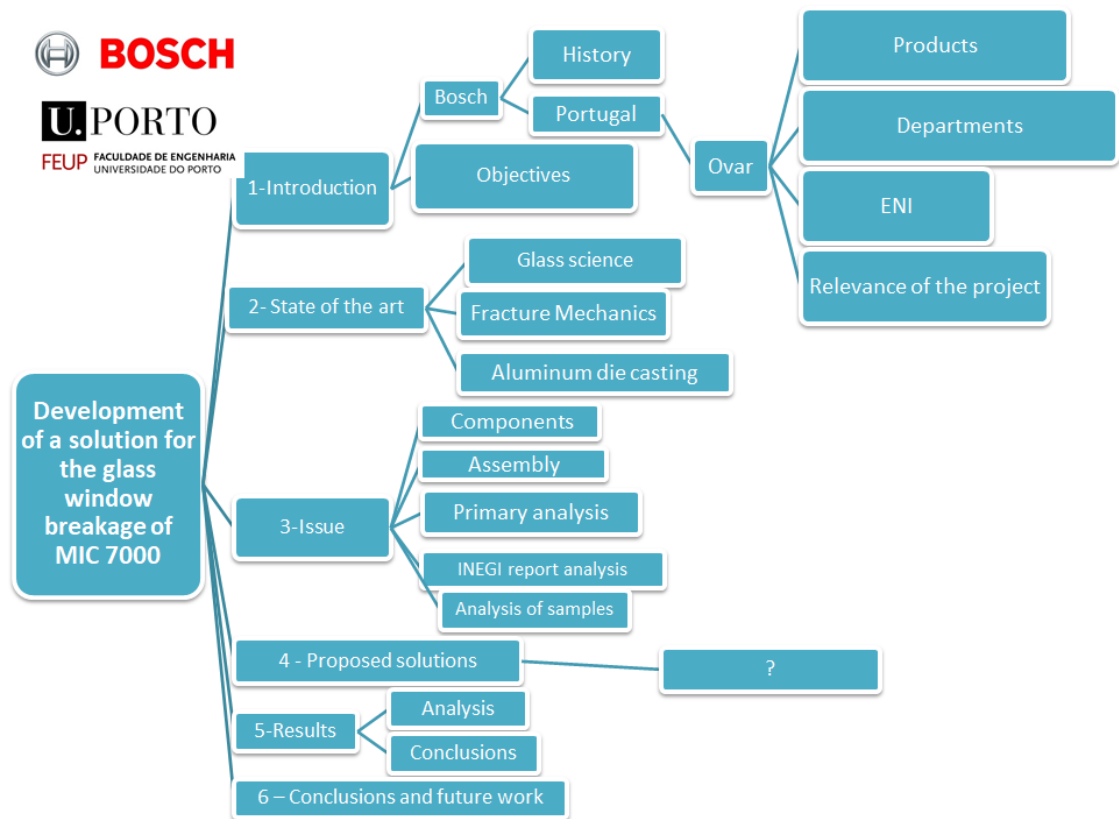 BOSCH
U.PORTO
FEUP FACULDADE DE ENGENHARIA
UNIVERSIDADE DO PORTO
Development
of a solution for
the glass
window
breakage of
MIC 7000
1-Introduction
Bosch
History
Portugal
Ovar
Products
Departments
ENI
Relevance of the project
Objectives
2- State of the art
Glass science
Fracture Mechanics
Aluminum die casting
3-Issue
Components
Assembly
Primary analysis
INEGI report analysis
Analysis of samples
4 - Proposed solutions
?
5-Results
Analysis
Conclusions
6 – Conclusions and future work